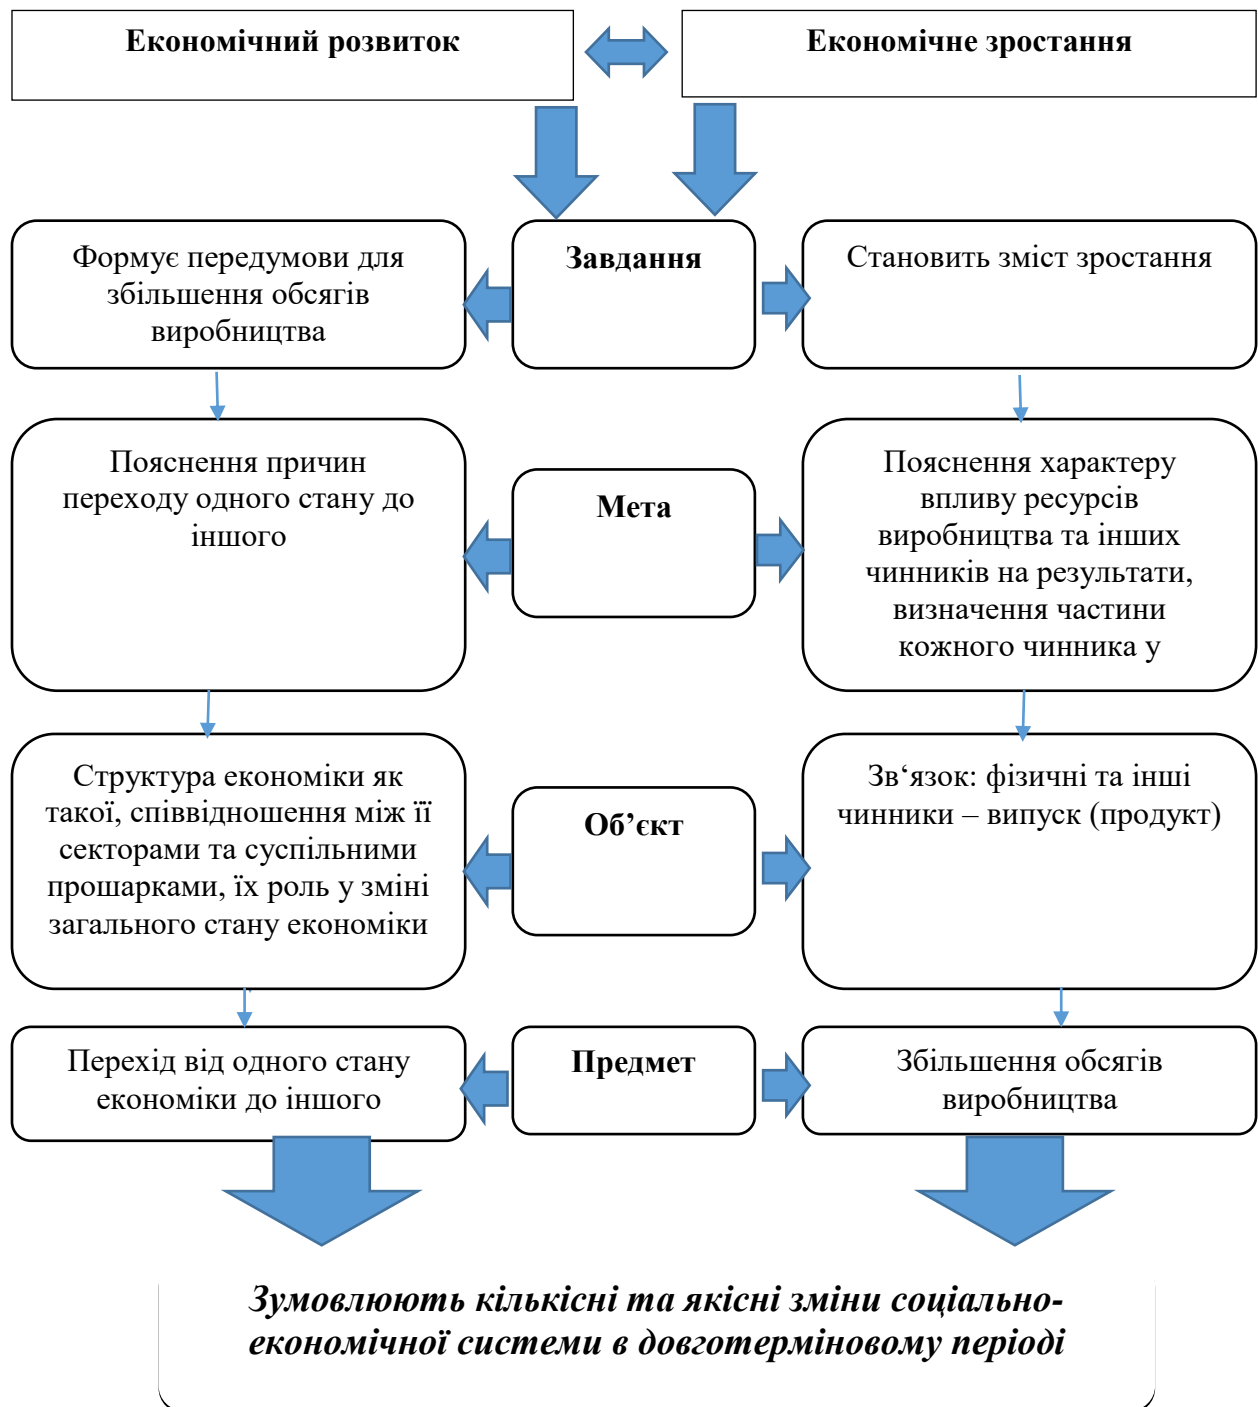 Економічний розвиток
Економічне зростання
Формує передумови для
збільшення обсягів
виробництва
Завдання
Становить зміст зростання
Пояснення причин
переходу одного стану до
іншого
Мета
Пояснення характеру
впливу ресурсів
виробництва та інших
чинників на результати,
визначення частини
кожного чинника у
Структура економіки як
такої, співвідношення між її
секторами та суспільними
прошарками, їх роль у зміні
загального стану економіки
Об’єкт
Зв‘язок: фізичні та інші
чинники – випуск (продукт)
Перехід від одного стану
економіки до іншого
Предмет
Збільшення обсягів
виробництва
Зумовлюють кількісні та якісні зміни соціально-
економічної системи в довготерміновому періоді